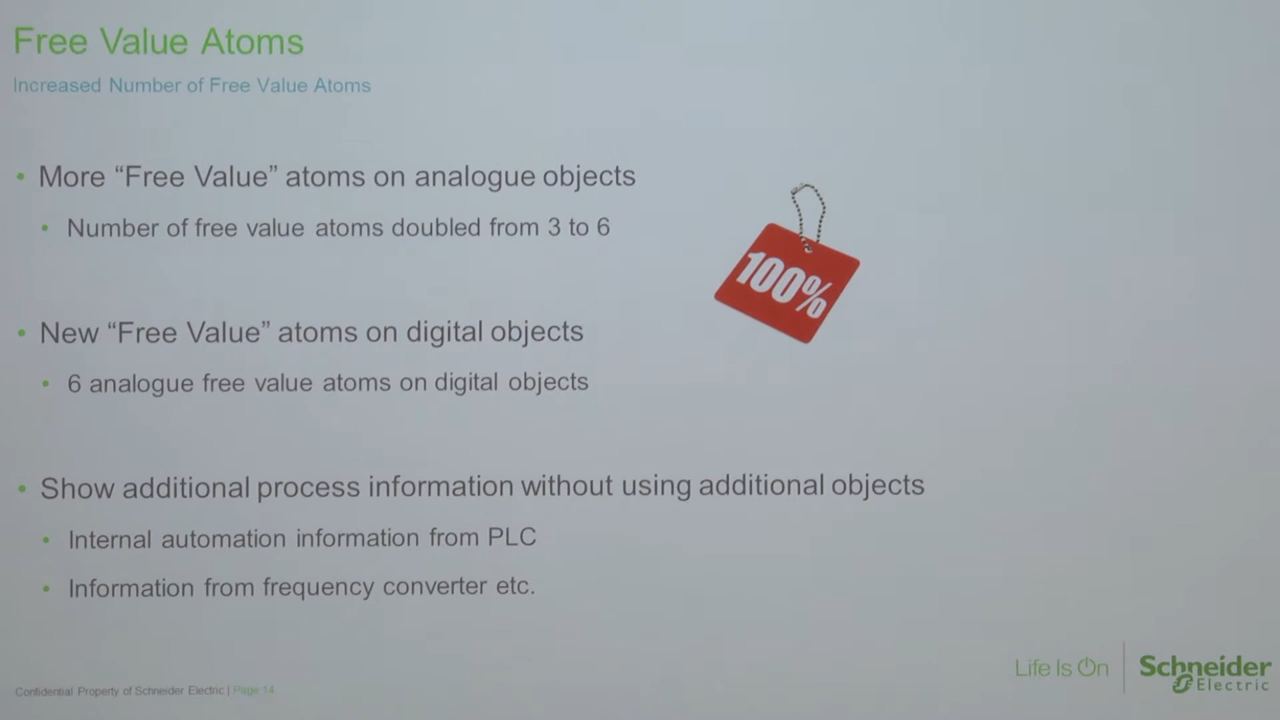 Free Value Atoms
Increased Number of Free Value Atoms
• More “Free Value” atoms on analogue objects
• Number of free value atoms doubled from 3 to 6
100%
• New “Free Value” atoms on digital objects
• 6 analogue free value atoms on digital objects
• Show additional process information without using additional objects
• Internal automation information from PLC
• Information from frequency converter etc.
Life Is On
Schneider
Electric
Confidential Property of Schneider Electric | Page 14